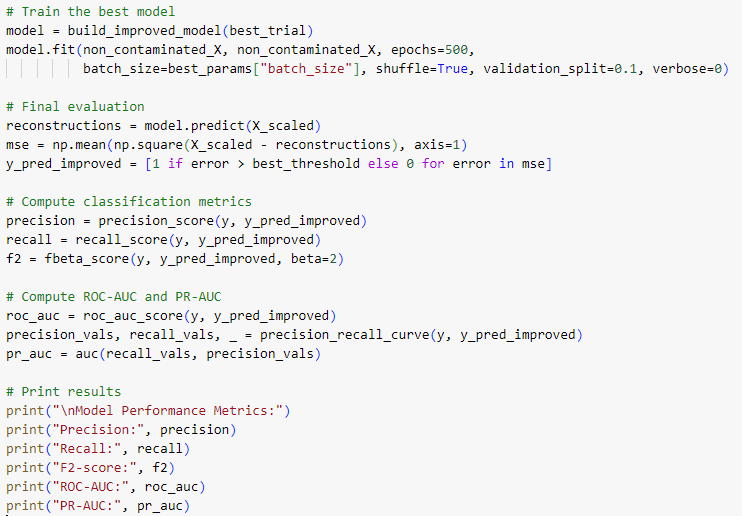 # Train the best model
model = build_improved_model(best_trial)
model.fit(non_contaminated_X, non_contaminated_X, epochs=500,
          batch_size=best_params["batch_size"], shuffle=True, validation_split=0.1, verbose=0)
# Final evaluation
reconstructions = model.predict(X_scaled)
mse = np.mean(np.square(X_scaled - reconstructions), axis=1)
y_pred_improved = [1 if error > best_threshold else 0 for error in mse]
# Compute classification metrics
precision = precision_score(y, y_pred_improved)
recall = recall_score(y, y_pred_improved)
f2 = fbeta_score(y, y_pred_improved, beta=2)
# Compute ROC-AUC and PR-AUC
roc_auc = roc_auc_score(y, y_pred_improved)
precision_vals, recall_vals, _ = precision_recall_curve(y, y_pred_improved)
pr_auc = auc(recall_vals, precision_vals)
# Print results
print("\nModel Performance Metrics:")
print("Precision:", precision)
print("Recall:", recall)
print("F2-score:", f2)
print("ROC-AUC:", roc_auc)
print("PR-AUC:", pr_auc)